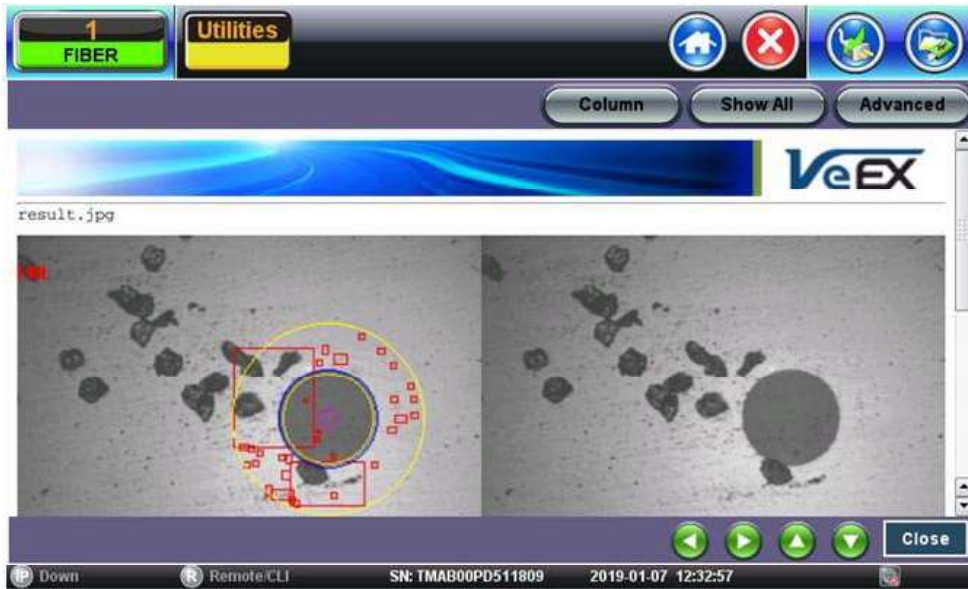 1
FIBER
Utilities
Column
Show All
Advanced
VeEX
result.jpg
Close
IP Down
R Remote/CLI
SN: TMAB00PD511809
2019-01-07 12:32:57